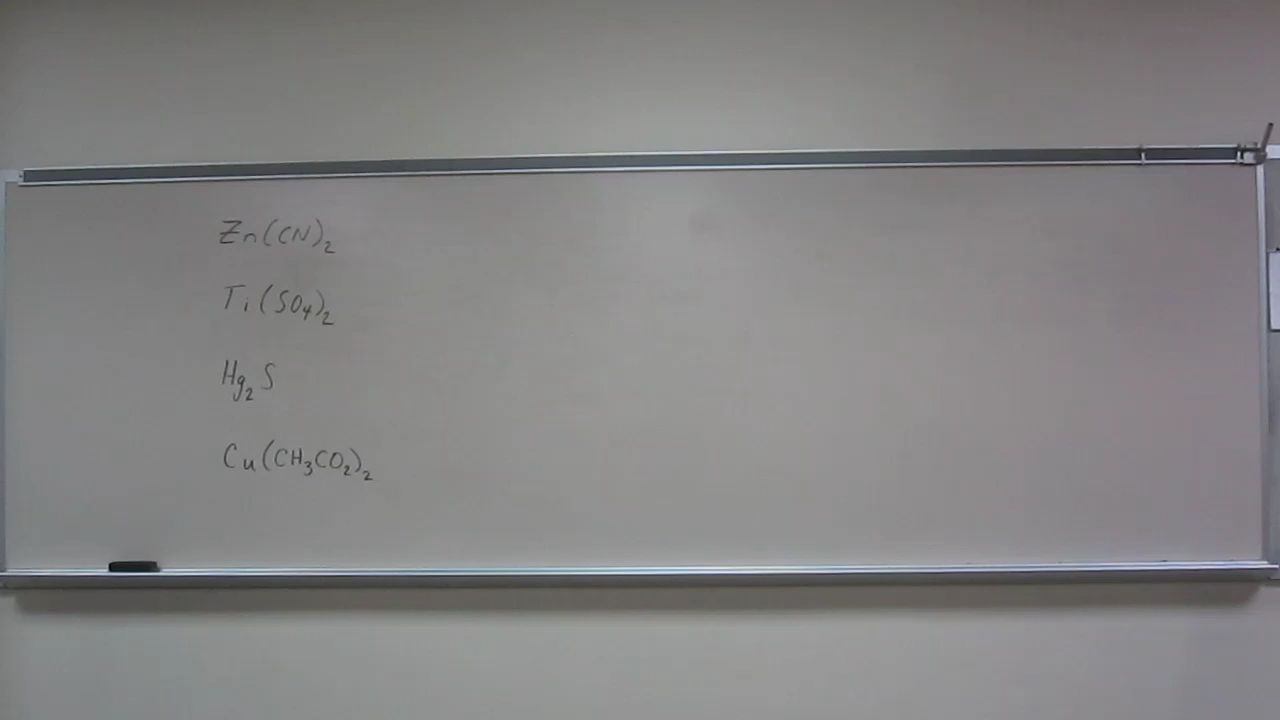 Zn(CN)₂
Ti(SO₄)₂
Hg₂S
Cu(CH₃CO₂)₂